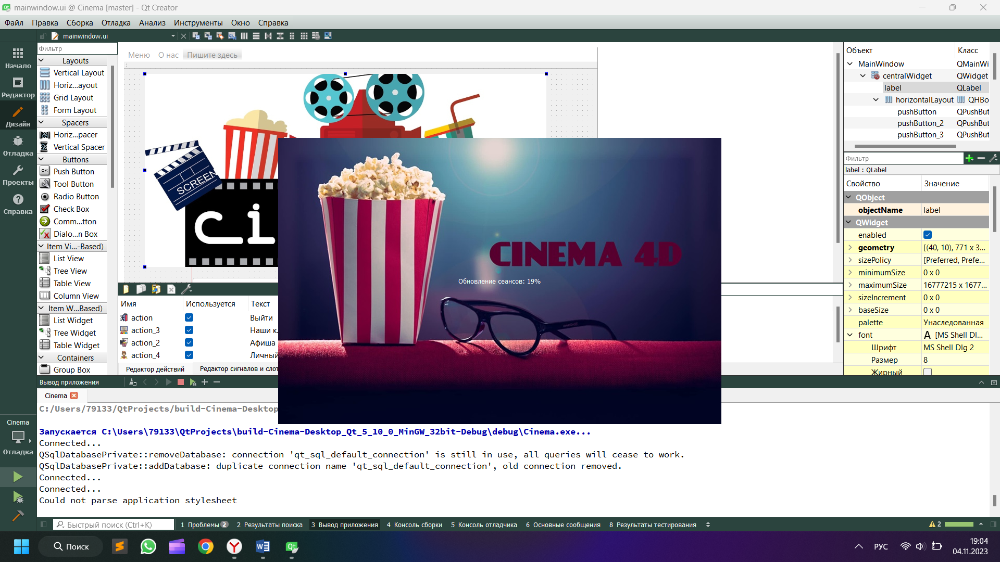 mainwindow.ui @ Cinema [master] - Qt Creator
Файл Правка Сборка Отладка Анализ Инструменты Окно Справка
mainwindow.ui
Начало
Редактор
Дизайн
Отладка
Проекты
Справка
Фильтр
Layouts
Vertical Layout
Horiz...ayout
Grid Layout
Form Layout
Spacers
Horiz...pacer
Vertical Spacer
Buttons
Push Button
Tool Button
Radio Button
Check Box
Comm...tton
Dialo...n Box
Item Vi...-Based)
List View
Tree View
Table View
Column View
Item W...Based)
List Widget
Tree Widget
Table Widget
Containers
Group Box
Меню О нас Пишите здесь
SCREEN
ci
CINEMA 4D
Обновление сеансов: 19%
Имя Используется Текст
action Выйти
action_3 Наши к
action_2 Афиша
action_4 Личный
Редактор действий Редактор сигналов и слот
Объект Класс
MainWindow QMainWi
centralWidget QWidget
label QLabel
horizontalLayout QHBo
pushButton QPushBut
pushButton_2 QPushBut
pushButton_3 QPushBut
Фильтр
label : QLabel
Свойство Значение
QObject
objectName label
QWidget
enabled
geometry [(40, 10), 771 x 3...
sizePolicy [Preferred, Prefe...
minimumSize 0 x 0
maximumSize 16777215 x 1677...
sizeIncrement 0 x 0
baseSize 0 x 0
palette Унаследованная
font A [MS Shell Dl...
Шрифт MS Shell Dlg 2
Размер 8
Жирный
Вывод приложения
Cinema
C:/Users/79133/QtProjects/build-Cinema-Desktop
Запускается C:\Users\79133\QtProjects\build-Cinema-Desktop_Qt_5_10_0_MinGW_32bit-Debug\debug\Cinema.exe...
Connected...
QSqlDatabasePrivate::removeDatabase: connection 'qt_sql_default_connection' is still in use, all queries will cease to work.
QSqlDatabasePrivate::addDatabase: duplicate connection name 'qt_sql_default_connection', old connection removed.
Connected...
Connected...
Could not parse application stylesheet
Cinema
Отладка
Быстрый поиск (Ctrl+K) 1 Проблемы 2 2 Результаты поиска 3 Вывод приложения 4 Консоль сборки 5 Консоль отладчика 6 Основные сообщения 8 Результаты тестирования 2
Поиск РУС 19:04
04.11.2023